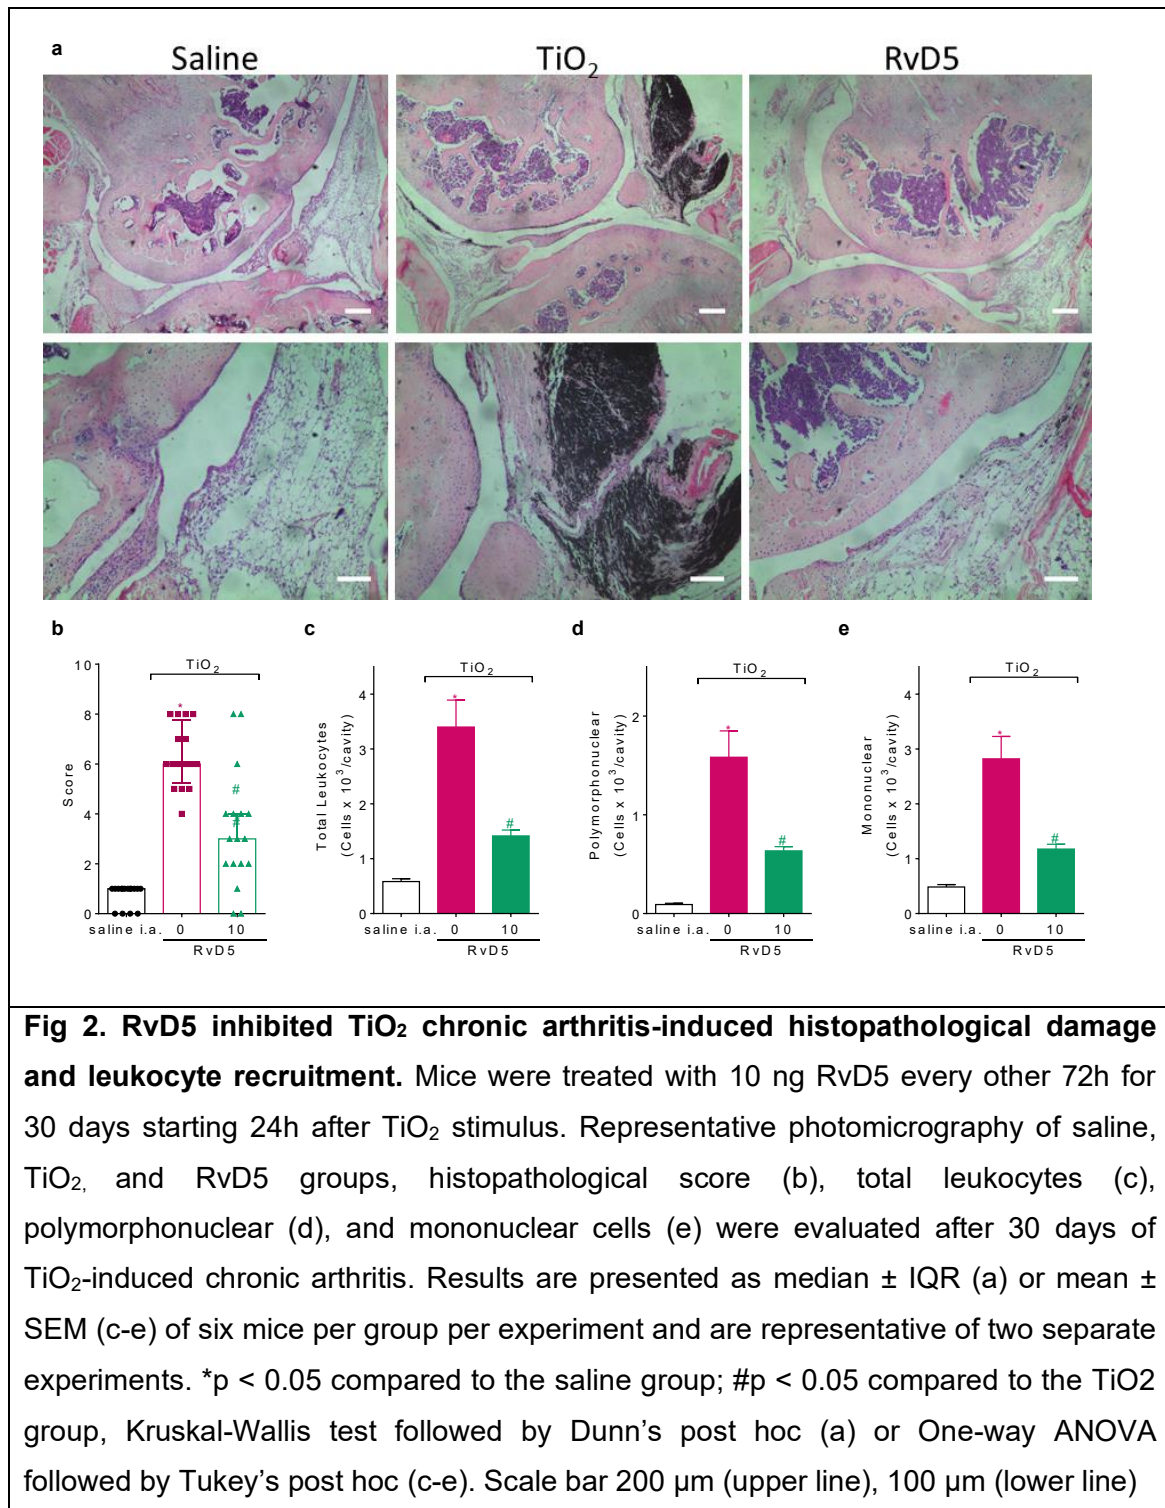 a
Saline
TiO2
RvD5
b
c
d
e
TiO2
Score
10
8
6
4
2
0
saline i.a.
0
10
RvD5
TiO2
Total Leukocytes
(Cells x 10³/cavity)
4
3
2
1
0
saline i.a.
0
10
RvD5
TiO2
Polymorphonuclear
(Cells x 10³/cavity)
2
1
0
saline i.a.
0
10
RvD5
TiO2
Mononuclear
(Cells x 10³/cavity)
4
3
2
1
0
saline i.a.
0
10
RvD5
*
#
#
*
#
*
#
*
#
Fig 2. RvD5 inhibited TiO2 chronic arthritis-induced histopathological damage
and leukocyte recruitment. Mice were treated with 10 ng RvD5 every other 72h for
30 days starting 24h after TiO2 stimulus. Representative photomicrography of saline,
TiO2, and RvD5 groups, histopathological score (b), total leukocytes (c),
polymorphonuclear (d), and mononuclear cells (e) were evaluated after 30 days of
TiO2-induced chronic arthritis. Results are presented as median ± IQR (a) or mean ±
SEM (c-e) of six mice per group per experiment and are representative of two separate
experiments. *p < 0.05 compared to the saline group; #p < 0.05 compared to the TiO2
group, Kruskal-Wallis test followed by Dunn’s post hoc (a) or One-way ANOVA
followed by Tukey’s post hoc (c-e). Scale bar 200 µm (upper line), 100 µm (lower line)